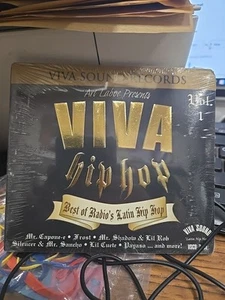 VIVA SOUND RECORDS
Art Laboe Presents
Vol.
1
VIVA
hip hop
Best of Radio's Latin Hip Hop
Mr. Capone-e • Frost • Mr. Shadow & Lil Rob
Silencer & Mr. Sancho • Lil Cuete • Payasa ... and more!
VIVA SOUND